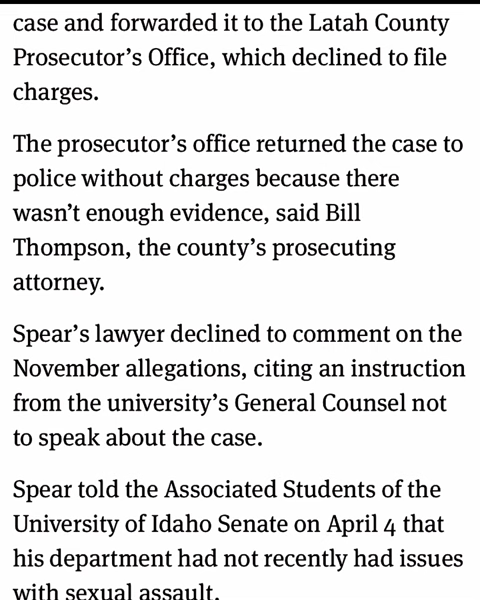 case and forwarded it to the Latah County
Prosecutor’s Office, which declined to file
charges.
The prosecutor’s office returned the case to
police without charges because there
wasn’t enough evidence, said Bill
Thompson, the county’s prosecuting
attorney.
Spear’s lawyer declined to comment on the
November allegations, citing an instruction
from the university’s General Counsel not
to speak about the case.
Spear told the Associated Students of the
University of Idaho Senate on April 4 that
his department had not recently had issues
with sexual assault.